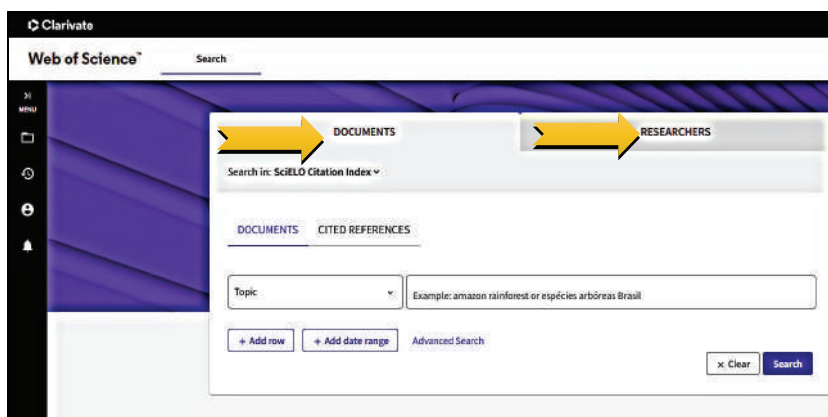 Clarivate
Web of Science™ Search
MENU
DOCUMENTS RESEARCHERS
Search in: SciELO Citation Index
DOCUMENTS CITED REFERENCES
Topic Example: amazon rainforest or espécies arbóreas Brasil
+ Add row + Add date range Advanced Search
× Clear Search